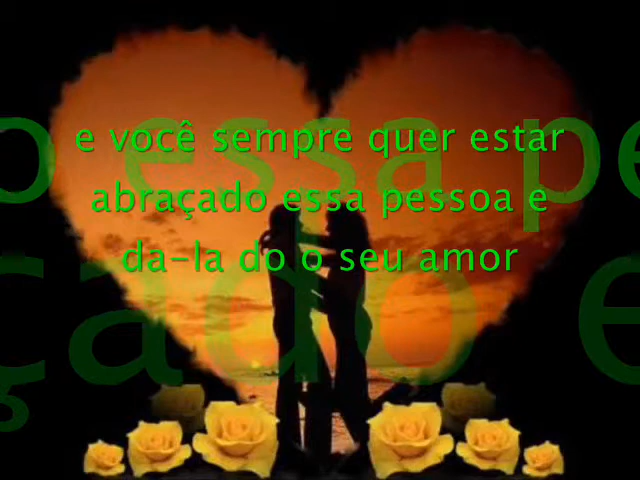 e você sempre quer estar
abraçado essa pessoa e
da-la do o seu amor